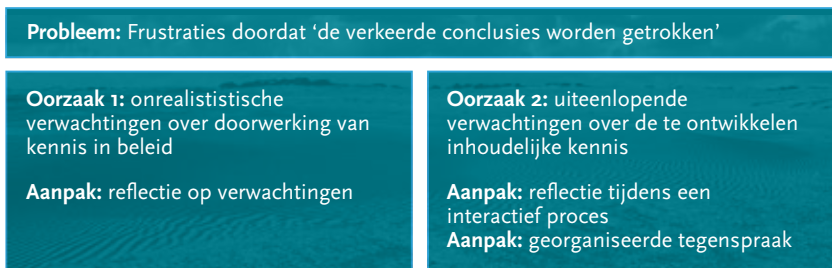 Probleem: Frustraties doordat ‘de verkeerde conclusies worden getrokken’
Oorzaak 1: onrealististische
verwachtingen over doorwerking van
kennis in beleid
Aanpak: reflectie op verwachtingen
Oorzaak 2: uiteenlopende
verwachtingen over de te ontwikkelen
inhoudelijke kennis
Aanpak: reflectie tijdens een
interactief proces
Aanpak: georganiseerde tegenspraak